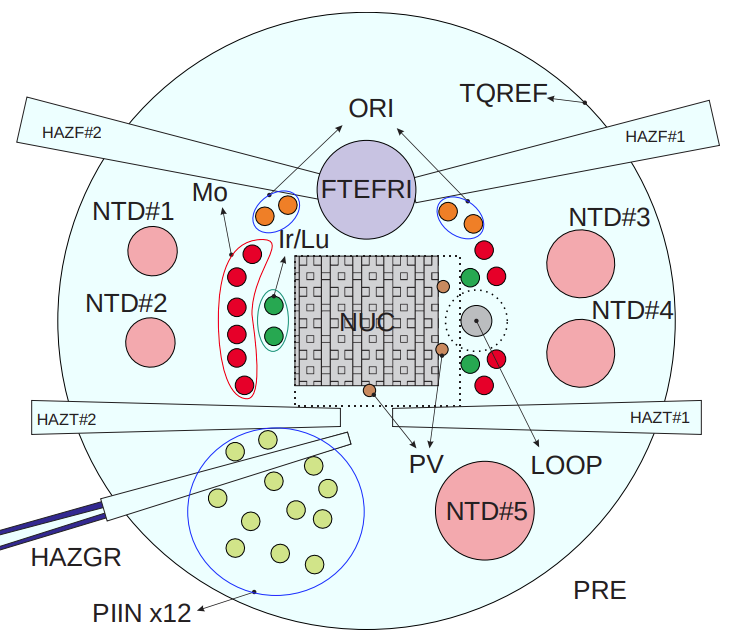 TQREF
ORI
HAZF#2
HAZF#1
FTEFRI
Mo
NTD#1
NTD#3
Ir/Lu
NTD#2
NTD#4
NUC
HAZT#2
HAZT#1
PV
LOOP
NTD#5
HAZGR
PRE
PIIN x12